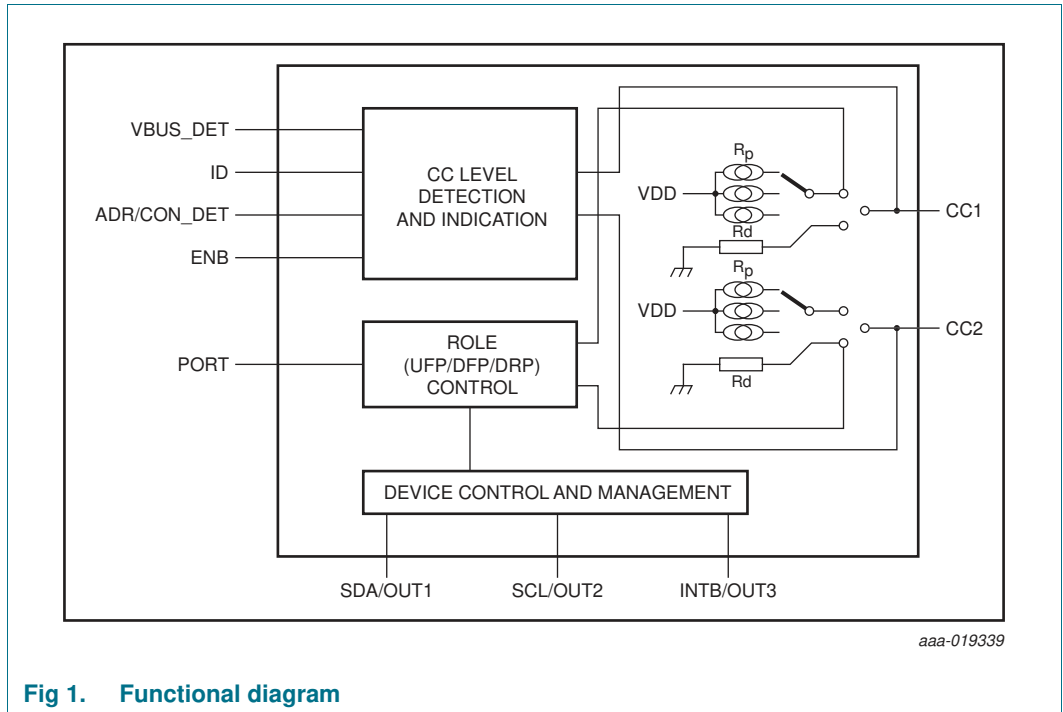 VBUS_DET
ID
ADR/CON_DET
ENB
PORT
CC LEVEL
DETECTION
AND INDICATION
ROLE
(UFP/DFP/DRP)
CONTROL
DEVICE CONTROL AND MANAGEMENT
Rp
VDD
Rd
CC1
Rp
VDD
Rd
CC2
SDA/OUT1
SCL/OUT2
INTB/OUT3
aaa-019339
Fig 1. Functional diagram